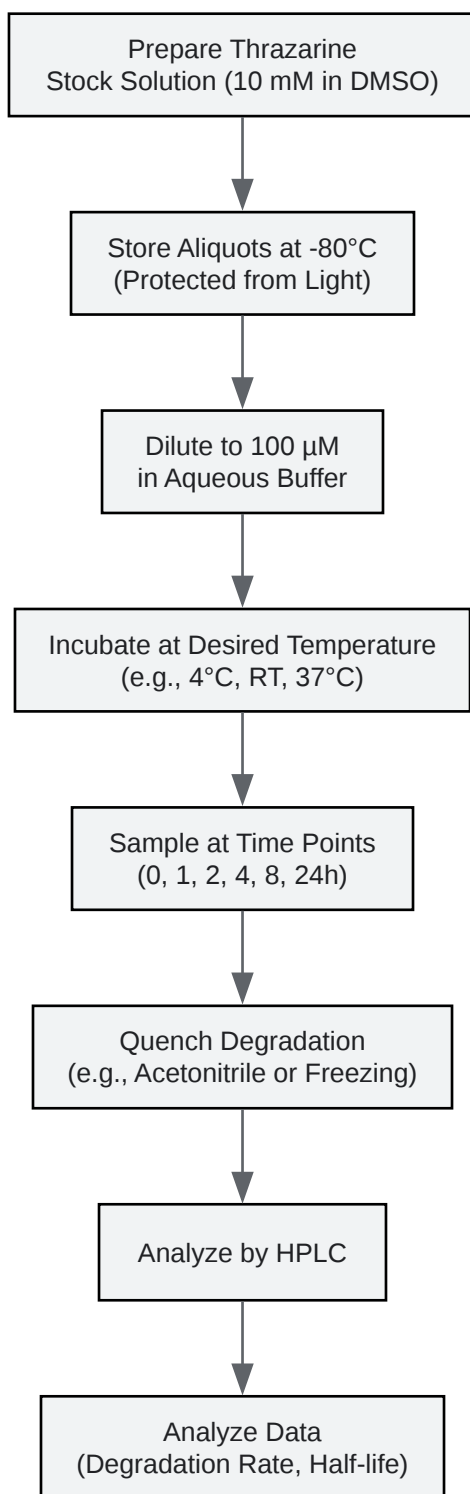 Prepare Thrazarine
Stock Solution (10 mM in DMSO)
Store Aliquots at -80°C
(Protected from Light)
Dilute to 100 µM
in Aqueous Buffer
Incubate at Desired Temperature
(e.g., 4°C, RT, 37°C)
Sample at Time Points
(0, 1, 2, 4, 8, 24h)
Quench Degradation
(e.g., Acetonitrile or Freezing)
Analyze by HPLC
Analyze Data
(Degradation Rate, Half-life)